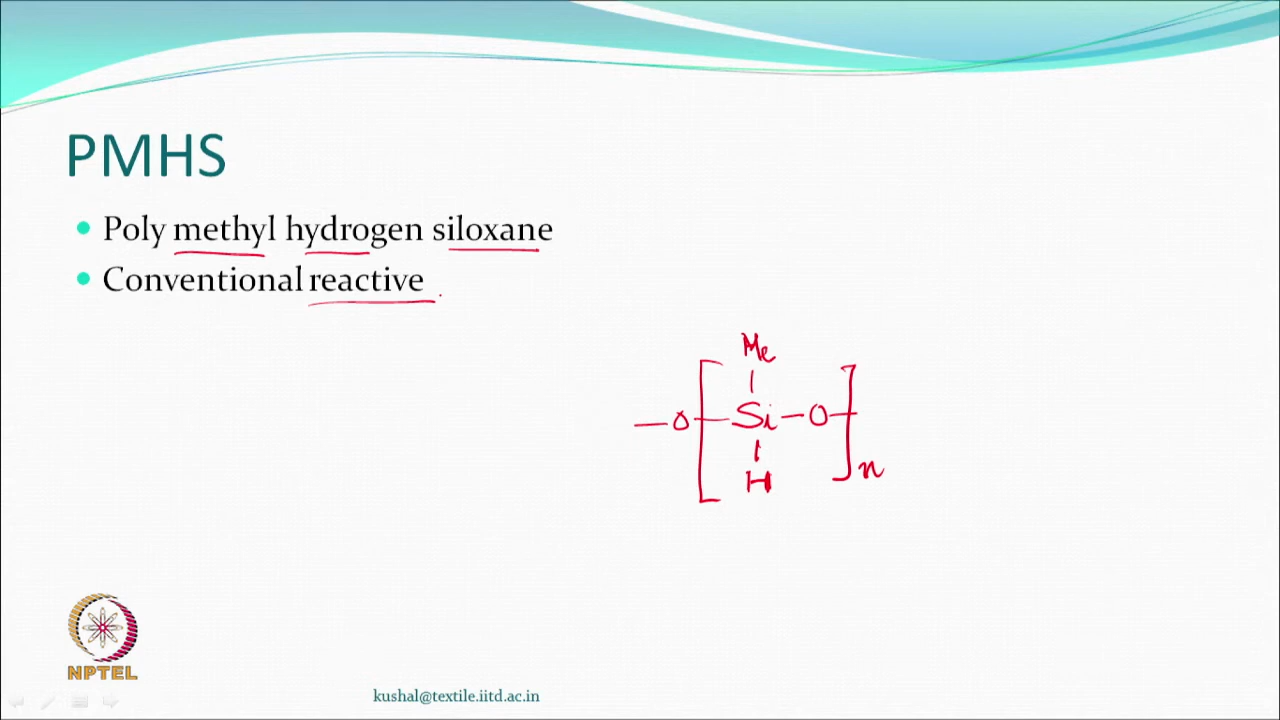 PMHS
Poly methyl hydrogen siloxane
Conventional reactive
Me
—O—[—Si—O—]n
H
NPTEL
kushal@textile.iitd.ac.in